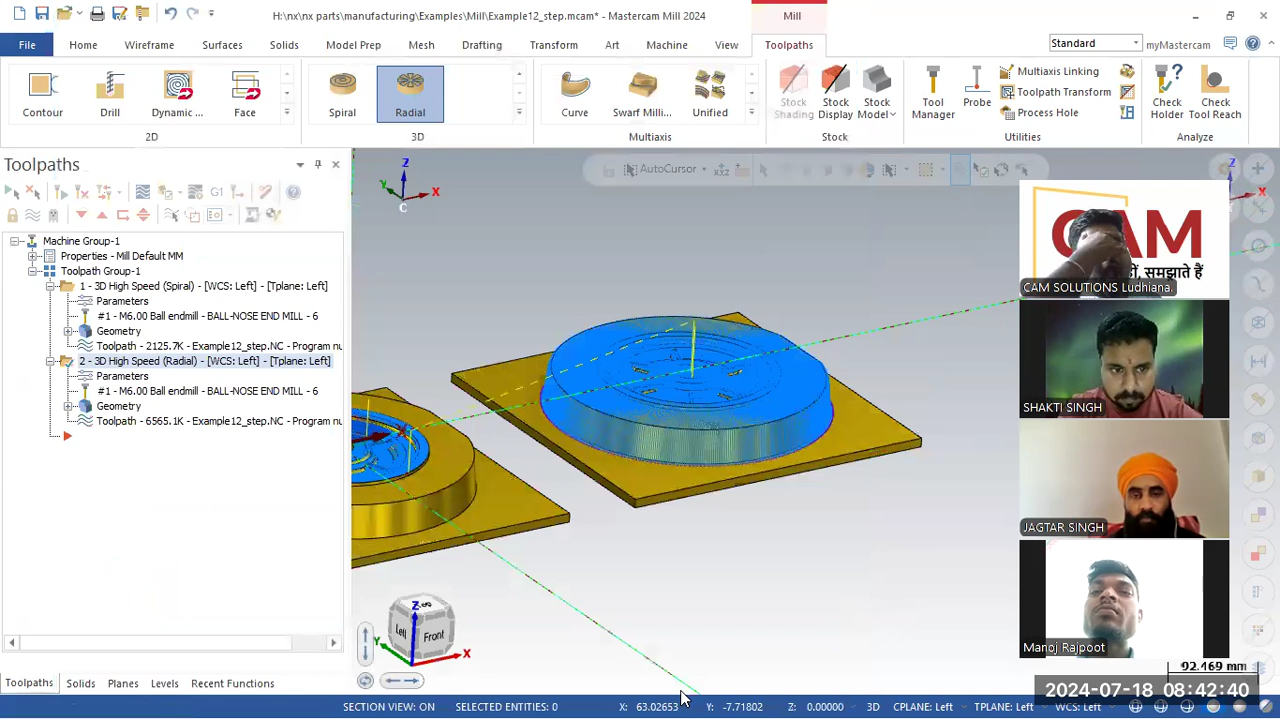 H:\nx\nx parts\manufacturing\Examples\Mill\Example12_step.mcam* - Mastercam Mill 2024
Mill
File Home Wireframe Surfaces Solids Model Prep Mesh Drafting Transform Art Machine View Toolpaths
Standard
myMastercam
Contour Drill Dynamic ... Face
2D
Spiral Radial
3D
Curve Swarf Milli... Unified
Multiaxis
Stock Shading
Stock Display
Stock Model
Stock
Tool Manager
Probe
Multiaxis Linking
Toolpath Transform
Process Hole
Utilities
Check Holder
Check Tool Reach
Analyze
Toolpaths
G1
AutoCursor
Machine Group-1
Properties - Mill Default MM
Toolpath Group-1
1 - 3D High Speed (Spiral) - [WCS: Left] - [Tplane: Left]
Parameters
#1 - M6.00 Ball endmill - BALL-NOSE END MILL - 6
Geometry
Toolpath - 2125.7K - Example12_step.NC - Program nu
2 - 3D High Speed (Radial) - [WCS: Left] - [Tplane: Left]
Parameters
#1 - M6.00 Ball endmill - BALL-NOSE END MILL - 6
Geometry
Toolpath - 6565.1K - Example12_step.NC - Program nu
Z
Y
X
C
Z
X
CAM
समझाते हैं
CAM SOLUTIONS Ludhiana.
SHAKTI SINGH
JAGTAR SINGH
Manoj Rajpoot
Z
Left Front
Y
X
92.469 mm
2024-07-18 08:42:40
Toolpaths Solids Planes Levels Recent Functions
SECTION VIEW: ON SELECTED ENTITIES: 0 X: 63.02653 Y: -7.71802 Z: 0.00000 3D CPLANE: Left TPLANE: Left WCS: Left